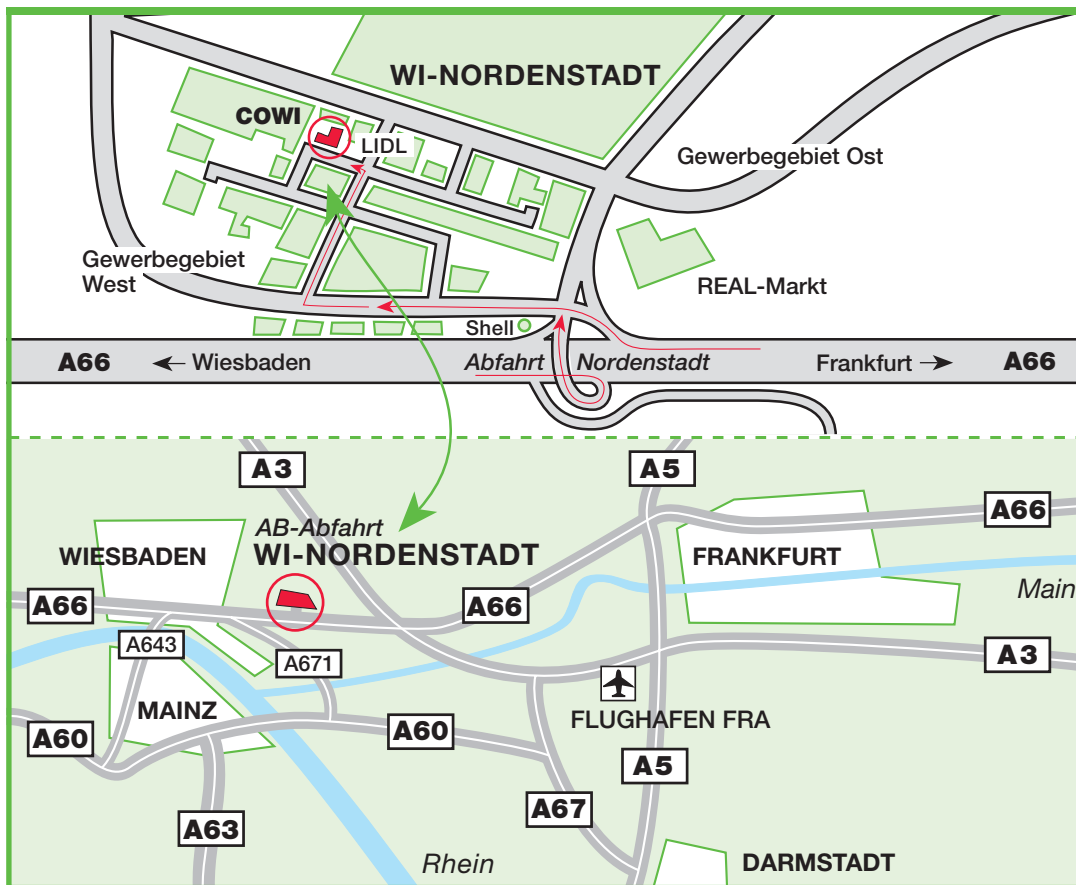 WI-NORDENSTADT
COWI
LIDL
Gewerbegebiet Ost
Gewerbegebiet
West
REAL-Markt
Shell
A66
Wiesbaden
Abfahrt
Nordenstadt
Frankfurt
A66
A3
A5
A66
AB-Abfahrt
WI-NORDENSTADT
WIESBADEN
FRANKFURT
Main
A66
A66
A643
A671
A3
MAINZ
FLUGHAFEN FRA
A60
A60
A5
A63
A67
Rhein
DARMSTADT